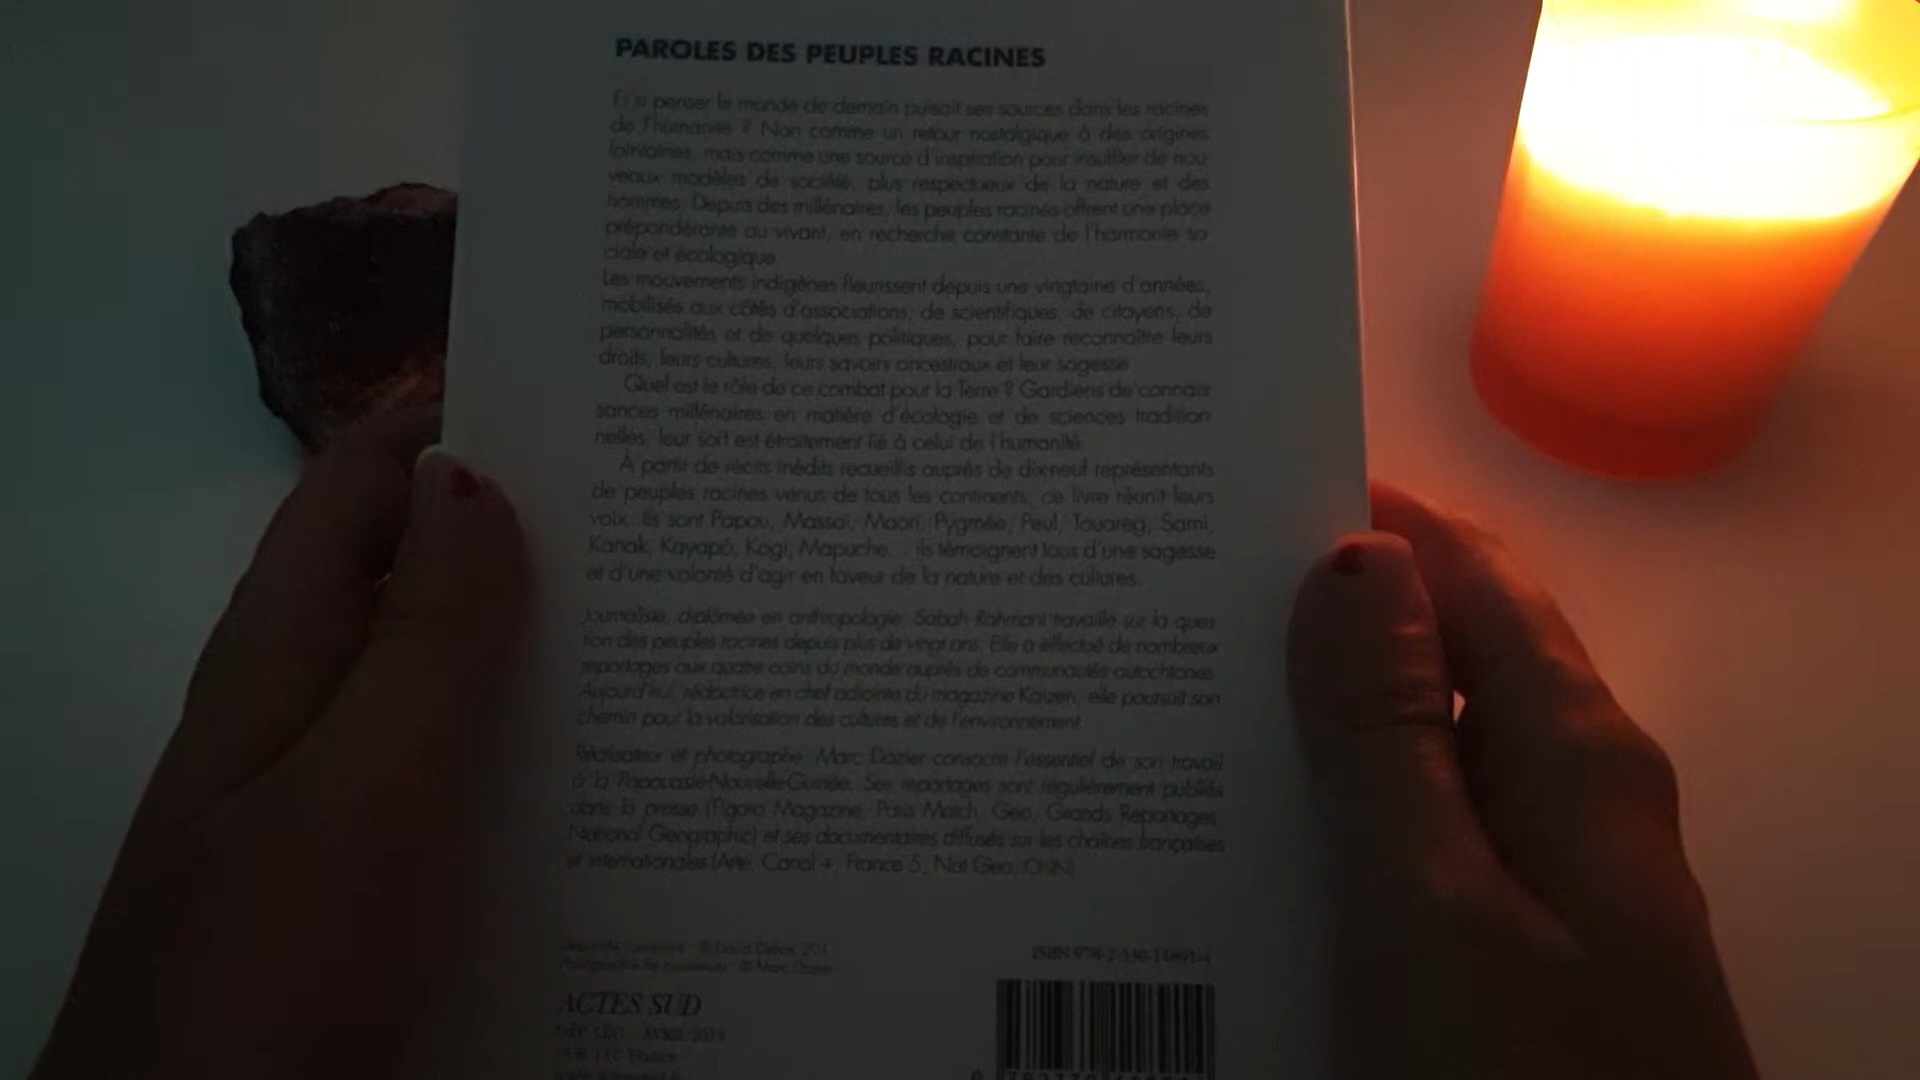 PAROLES DES PEUPLES RACINES
Et si penser le monde de demain puisait ses sources dans les racines
de l'humanité ? Non comme un retour nostalgique à des origines
lointaines, mais comme une source d'inspiration pour insuffler de nou-
veaux modèles de société, plus respectueux de la nature et des
hommes. Depuis des millénaires, les peuples racines offrent une place
prépondérante au vivant, en recherche constante de l'harmonie so-
ciale et écologique.
Les mouvements indigènes fleurissent depuis une vingtaine d'années,
mobilisés aux côtés d'associations, de scientifiques, de citoyens, de
personnalités et de quelques politiques, pour faire reconnaître leurs
droits, leurs cultures, leurs savoirs ancestraux et leur sagesse.
Quel est le rôle de ce combat pour la Terre ? Gardiens de connais-
sances millénaires en matière d'écologie et de sciences tradition-
nelles, leur sort est étroitement lié à celui de l'humanité.
À partir de récits inédits recueillis auprès de dix-neuf représentants
de peuples racines venus de tous les continents, ce livre réunit leurs
voix. Ils sont Papou, Massaï, Maori, Pygmée, Peul, Touareg, Sami,
Kanak, Kayapó, Kogi, Mapuche... : ils témoignent tous d'une sagesse
et d'une volonté d'agir en faveur de la nature et des cultures.
Journaliste, diplômée en anthropologie, Sabah Rahmani travaille sur la ques-
tion des peuples racines depuis plus de vingt ans. Elle a effectué de nombreux
reportages aux quatre coins du monde auprès de communautés autochtones.
Aujourd'hui, rédactrice en chef adjointe du magazine Kaizen, elle poursuit son
chemin pour la valorisation des cultures et de l'environnement.
Réalisateur et photographe, Marc Dozier consacre l'essentiel de son travail
à la Papouasie-Nouvelle-Guinée. Ses reportages sont régulièrement publiés
dans la presse (Figaro Magazine, Paris Match, Geo, Grands Reportages,
National Geographic) et ses documentaires diffusés sur les chaînes françaises
et internationales (Arte, Canal +, France 5, Nat Geo, CNN).
de couverture : © David
Photographie de couverture : © Marc Dozier
ISBN
ACTES SUD
DÉP. LÉG. : AVRIL
TTC France